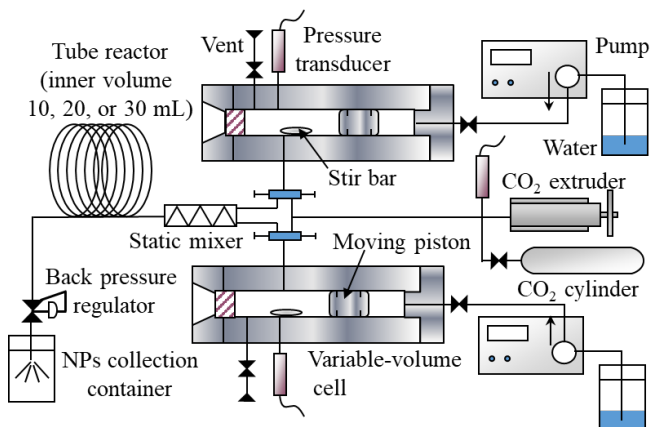 Tube reactor
(inner volume
10, 20, or 30 mL)
Vent
Pressure
transducer
Pump
Water
Stir bar
CO₂ extruder
Static mixer
Moving piston
CO₂ cylinder
Back pressure
regulator
NPs collection
container
Variable-volume
cell